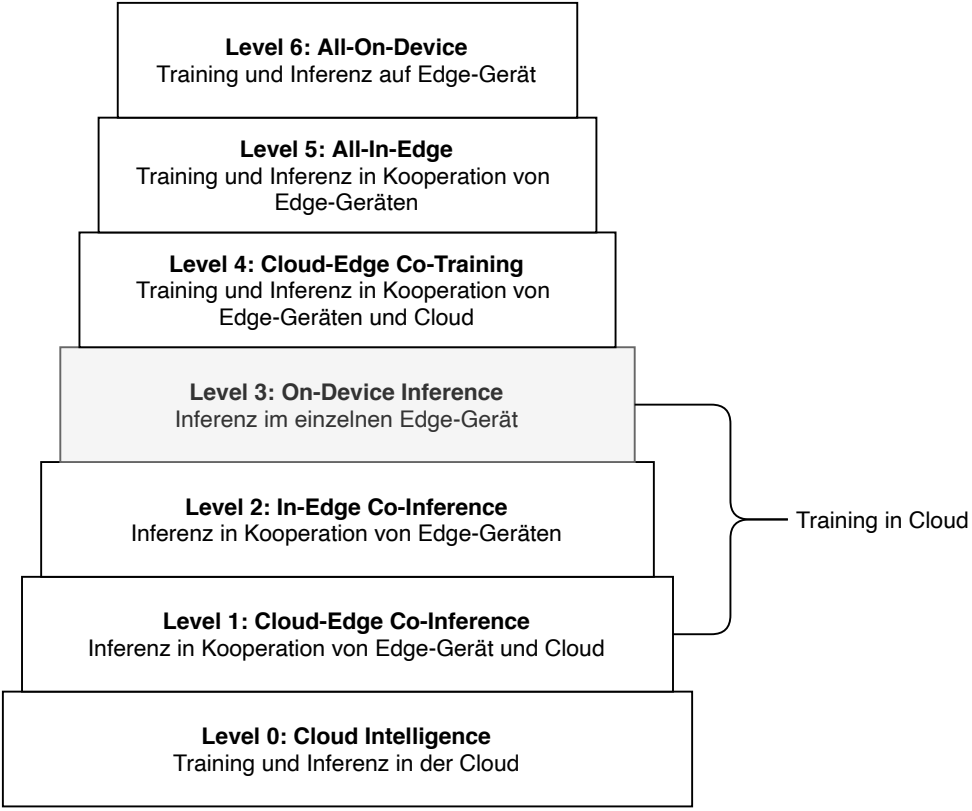 Level 6: All-On-Device
Training und Inferenz auf Edge-Gerät
Level 5: All-In-Edge
Training und Inferenz in Kooperation von
Edge-Geräten
Level 4: Cloud-Edge Co-Training
Training und Inferenz in Kooperation von
Edge-Geräten und Cloud
Level 3: On-Device Inference
Inferenz im einzelnen Edge-Gerät
Level 2: In-Edge Co-Inference
Inferenz in Kooperation von Edge-Geräten
Training in Cloud
Level 1: Cloud-Edge Co-Inference
Inferenz in Kooperation von Edge-Gerät und Cloud
Level 0: Cloud Intelligence
Training und Inferenz in der Cloud